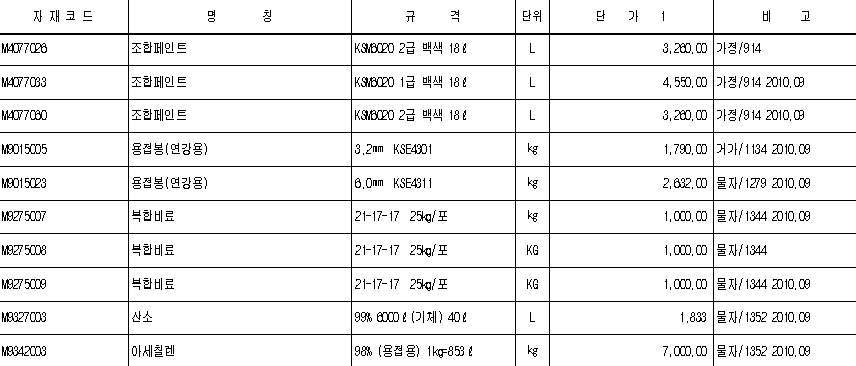 자 재 코 드 명 칭 규 격 단위 단 가 1 비 고
M4077026 조합페인트 KSM6020 2급 백색 18ℓ L 3,260.00 가정/914
M4077033 조합페인트 KSM6020 1급 백색 18ℓ L 4,550.00 가정/914 2010.09
M4077060 조합페인트 KSM6020 2급 백색 18ℓ L 3,260.00 가정/914 2010.09
M9015005 용접봉(연강용) 3.2mm KSE4301 kg 1,790.00 거가/1134 2010.09
M9015023 용접봉(연강용) 6.0mm KSE4311 kg 2,632.00 물자/1279 2010.09
M9275007 복합비료 21-17-17 25kg/포 kg 1,000.00 물자/1344 2010.09
M9275008 복합비료 21-17-17 25kg/포 KG 1,000.00 물자/1344
M9275009 복합비료 21-17-17 25kg/포 KG 1,000.00 물자/1344 2010.09
M9327003 산소 99% 6000ℓ(기체) 40ℓ L 1.833 물자/1352 2010.09
M9342003 아세칠렌 98% (용접용) 1kg=853ℓ kg 7,000.00 물자/1352 2010.09